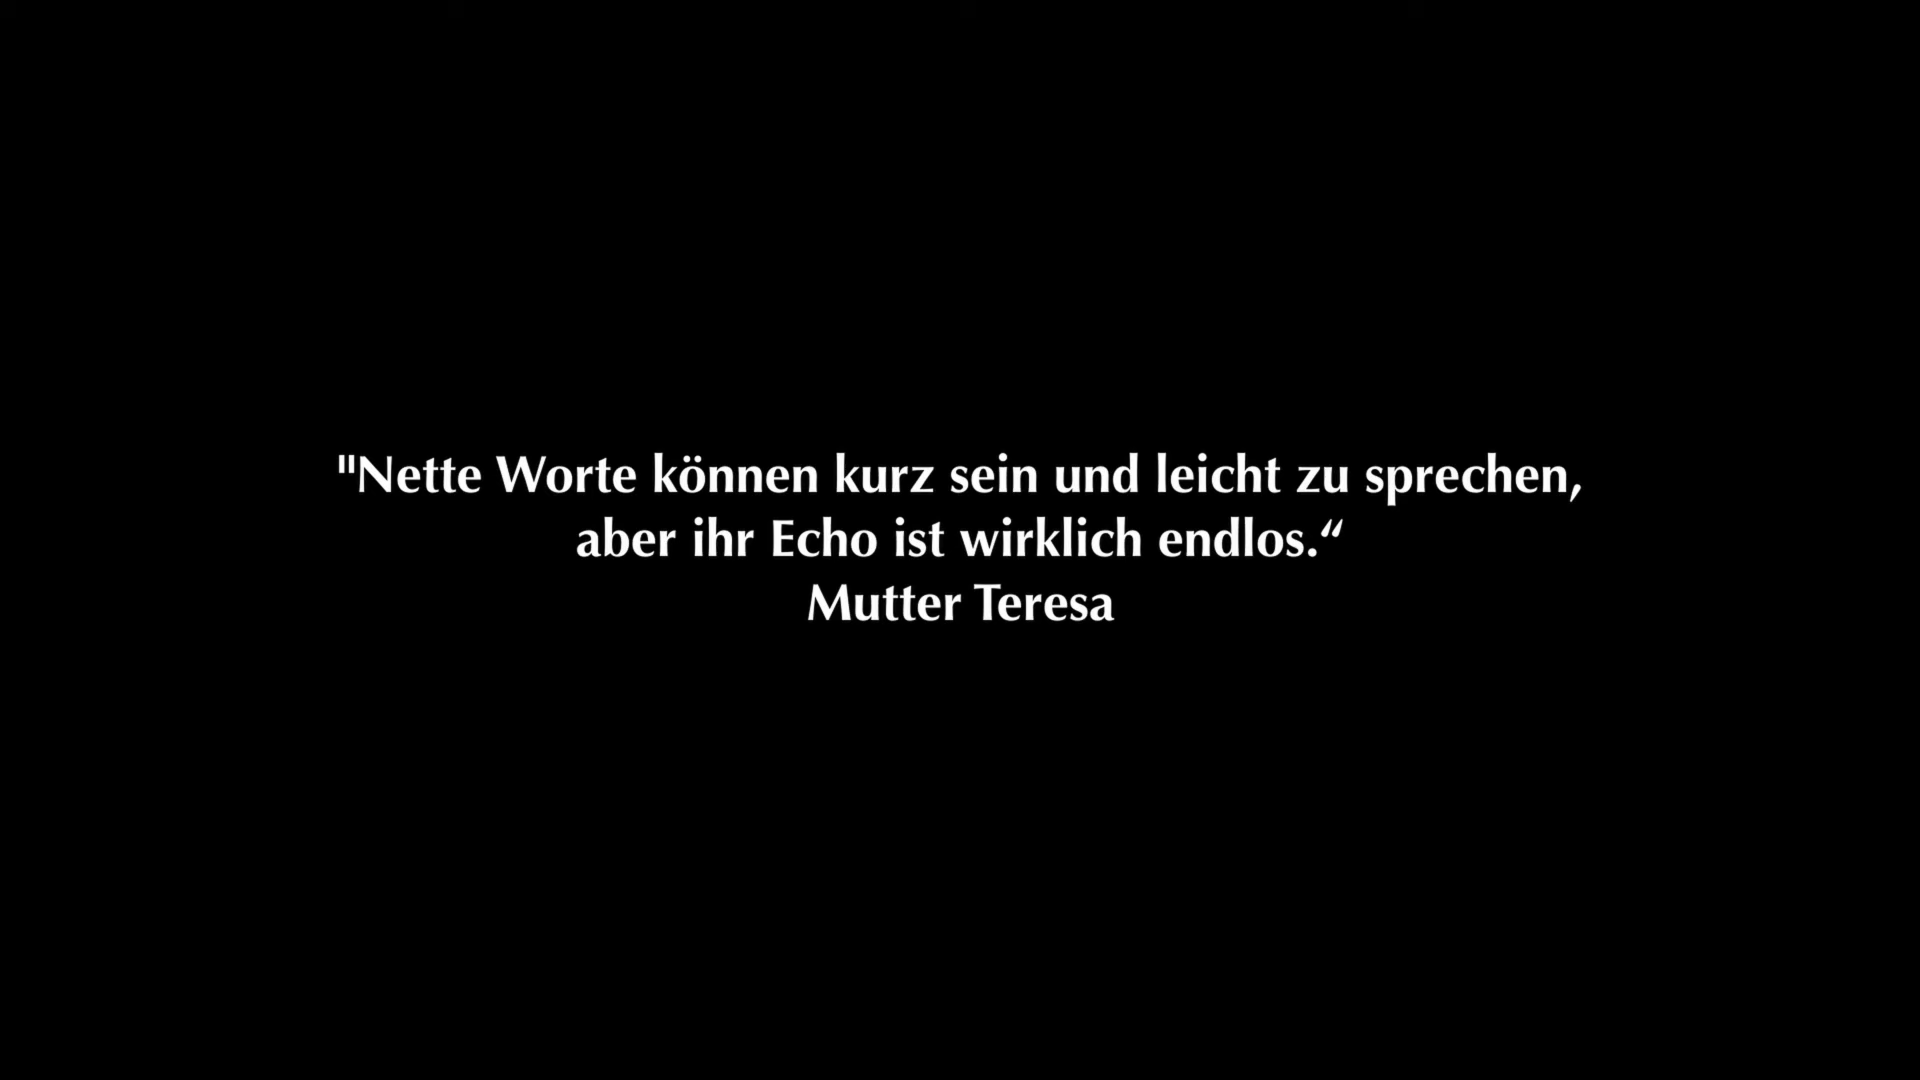 "Nette Worte können kurz sein und leicht zu sprechen,
aber ihr Echo ist wirklich endlos.“
Mutter Teresa